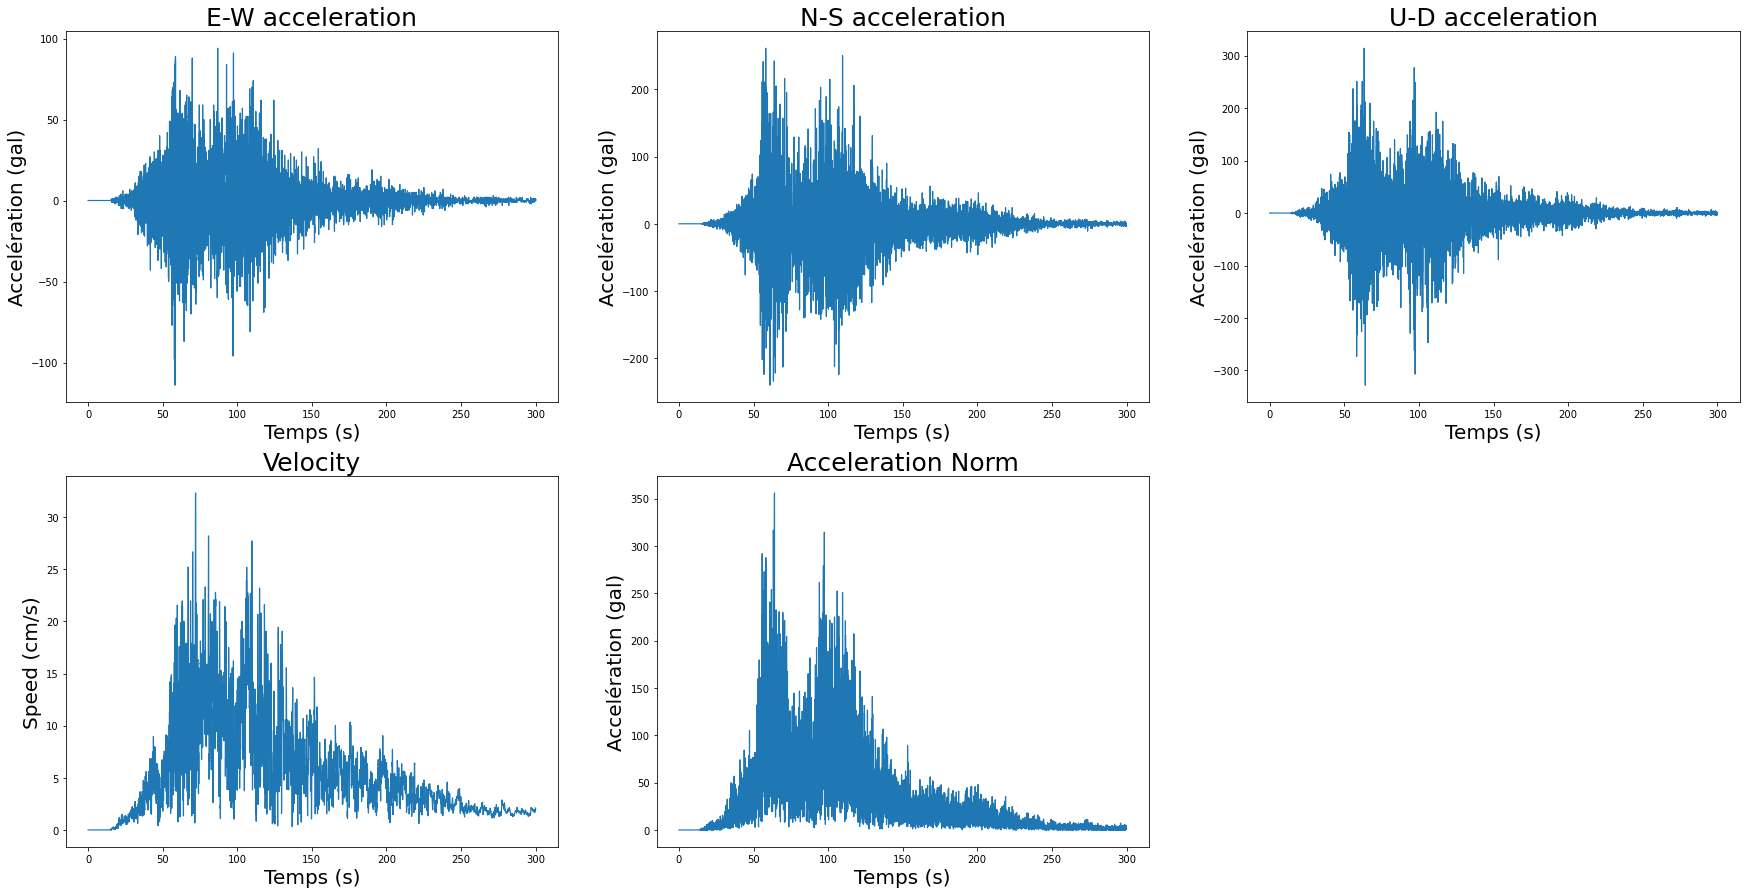 E-W acceleration
100
50
0
−50
−100
Accelération (gal)
0 50 100 150 200 250 300
Temps (s)
N-S acceleration
200
100
0
−100
−200
Accelération (gal)
0 50 100 150 200 250 300
Temps (s)
U-D acceleration
300
200
100
0
−100
−200
−300
Accelération (gal)
0 50 100 150 200 250 300
Temps (s)
Velocity
30
25
20
15
10
5
0
Speed (cm/s)
0 50 100 150 200 250 300
Temps (s)
Acceleration Norm
350
300
250
200
150
100
50
0
Accelération (gal)
0 50 100 150 200 250 300
Temps (s)